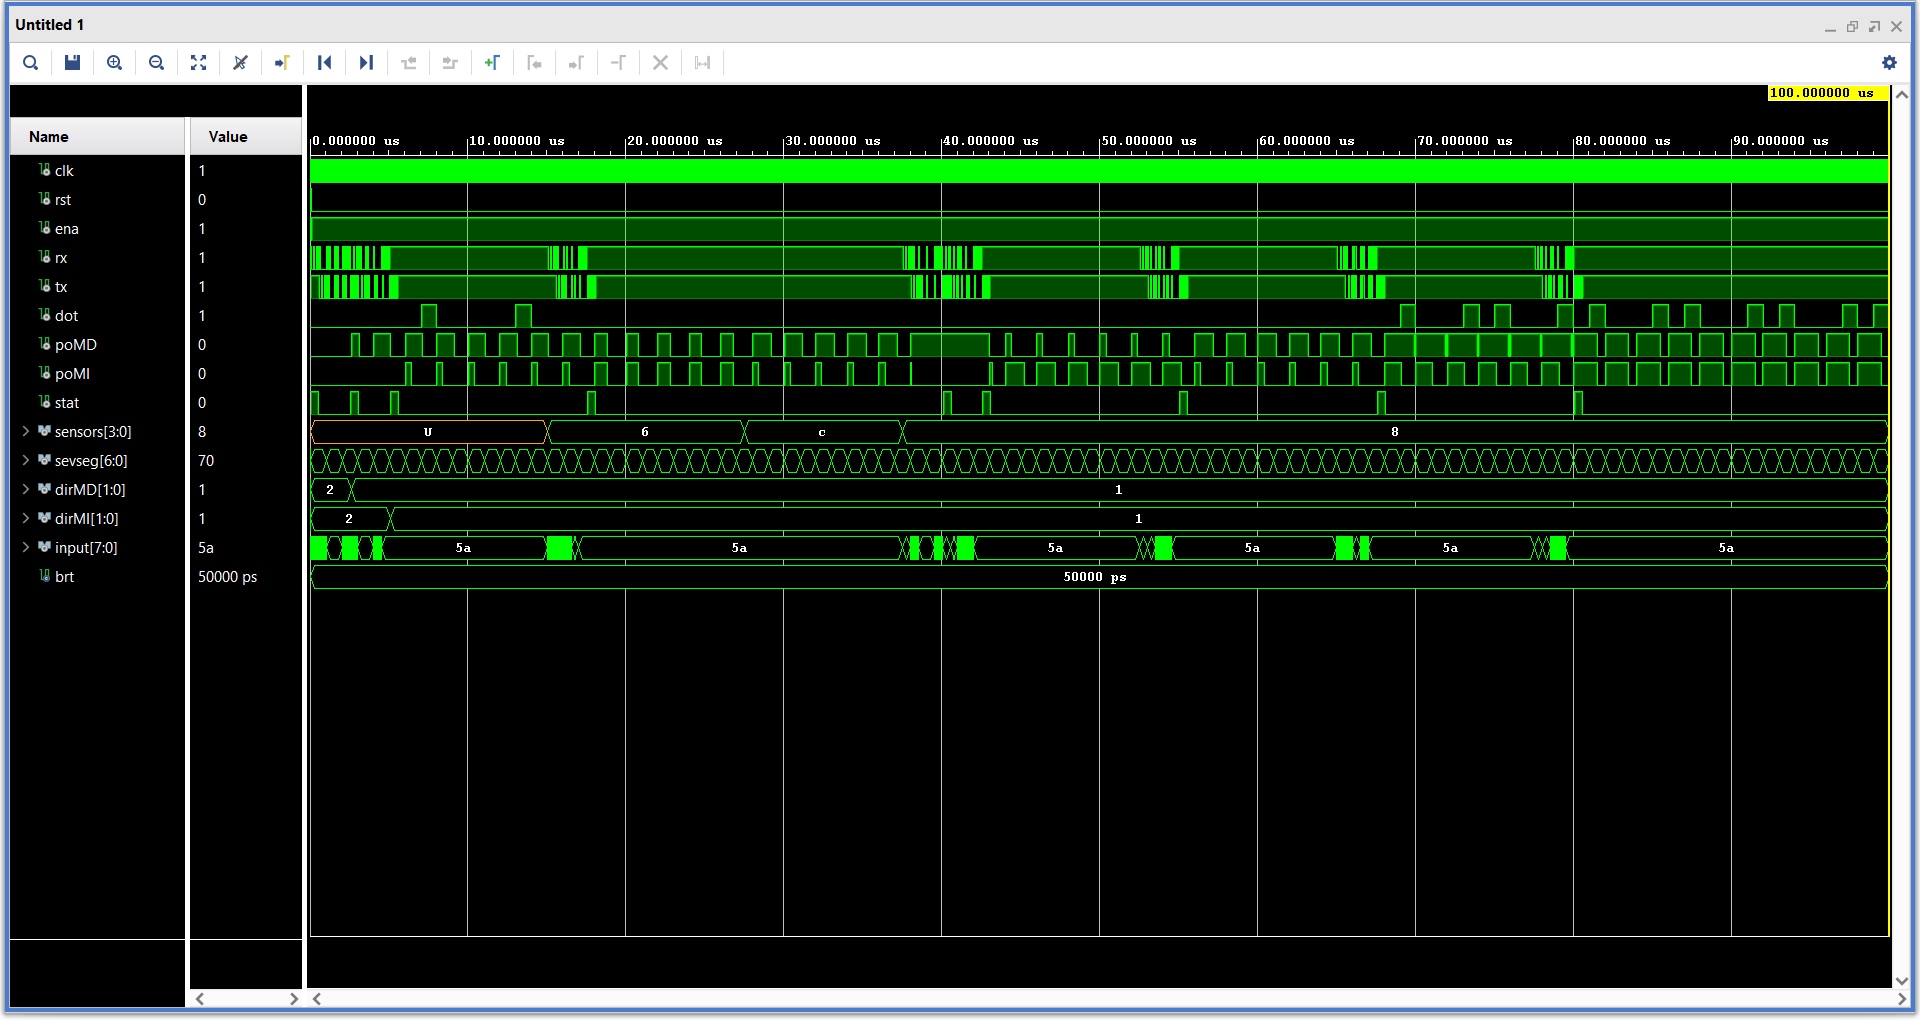 Untitled 1
100.000000 us
Name Value
0.000000 us 10.000000 us 20.000000 us 30.000000 us 40.000000 us 50.000000 us 60.000000 us 70.000000 us 80.000000 us 90.000000 us
clk 1
rst 0
ena 1
rx 1
tx 1
dot 1
poMD 0
poMI 0
stat 0
sensors[3:0] 8 U 6 c 8
sevseg[6:0] 70
dirMD[1:0] 1 2 1
dirMI[1:0] 1 2 1
input[7:0] 5a 5a 5a 5a 5a 5a 5a
brt 50000 ps 50000 ps